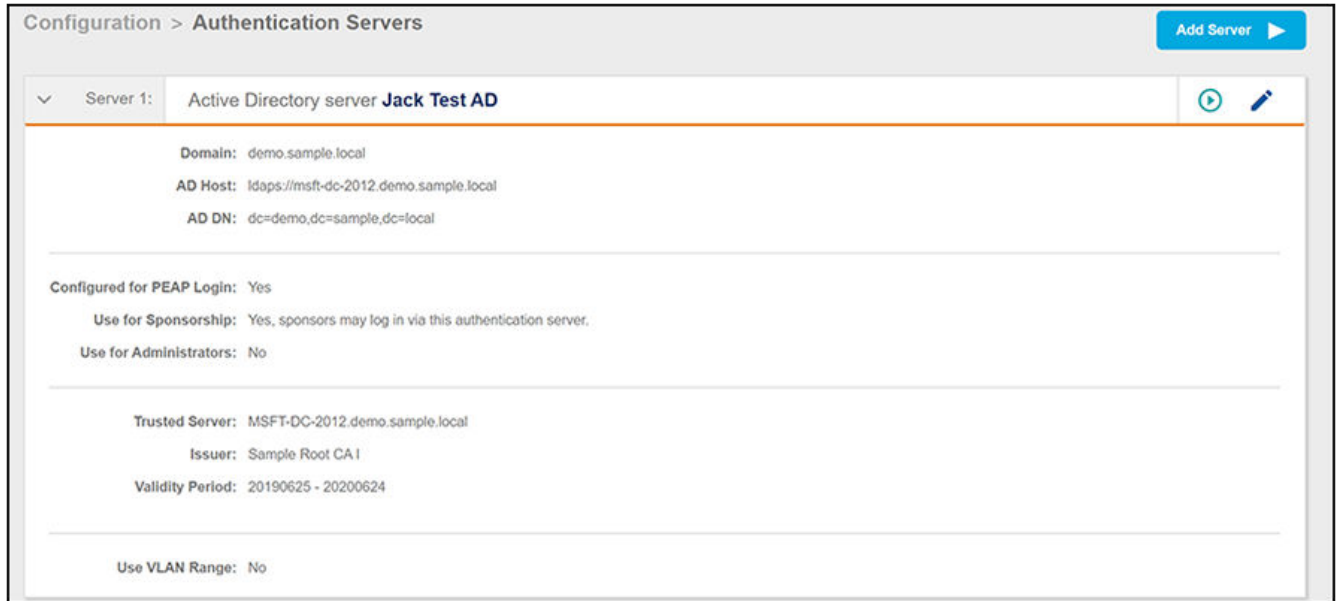 Configuration > Authentication Servers
Add Server
Server 1: Active Directory server Jack Test AD
Domain: demo.sample.local
AD Host: ldaps://msft-dc-2012.demo.sample.local
AD DN: dc=demo,dc=sample,dc=local
Configured for PEAP Login: Yes
Use for Sponsorship: Yes, sponsors may log in via this authentication server.
Use for Administrators: No
Trusted Server: MSFT-DC-2012.demo.sample.local
Issuer: Sample Root CA I
Validity Period: 20190625 - 20200624
Use VLAN Range: No